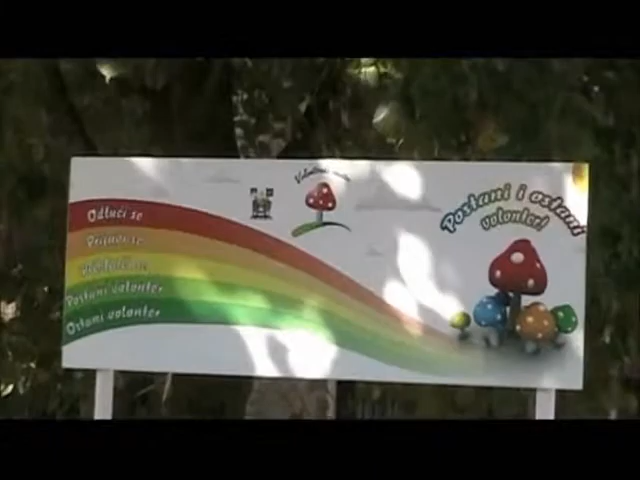 Odluči se
Prijavi se
Postani volonter
Ostani volonter
Postani i ostani
volonter!